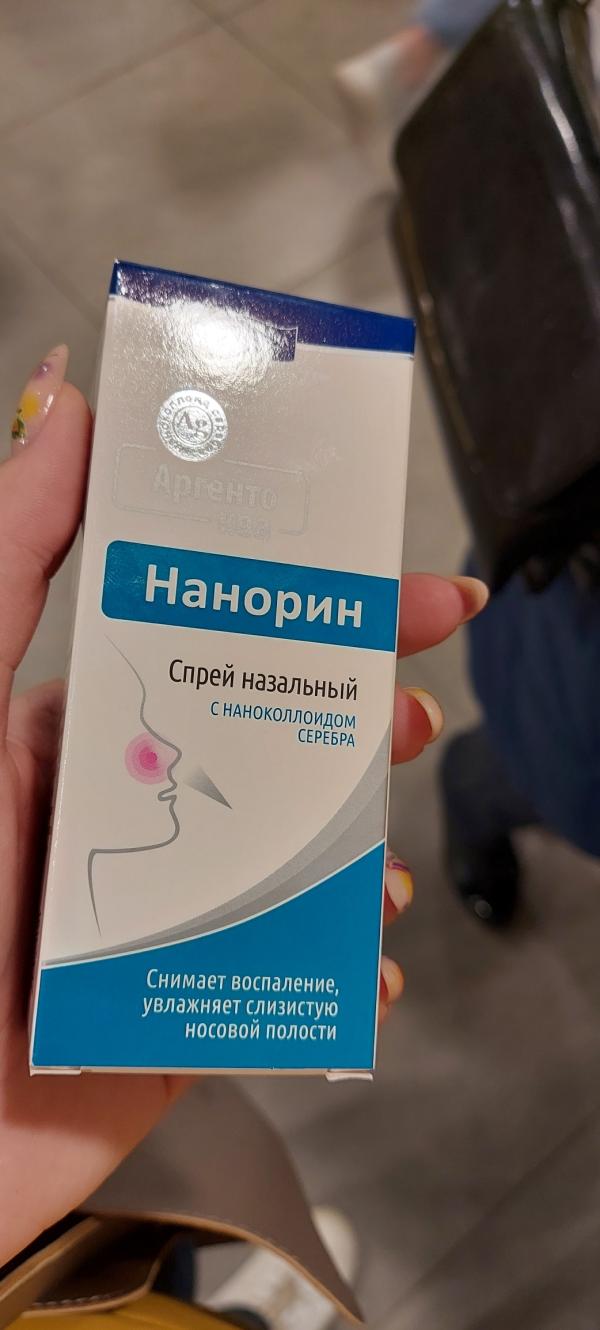 Ag
Аргенто
Нанорин
Спрей назальный
С НАНОКОЛЛОИДОМ
СЕРЕБРА
Снимает воспаление,
увлажняет слизистую
носовой полости